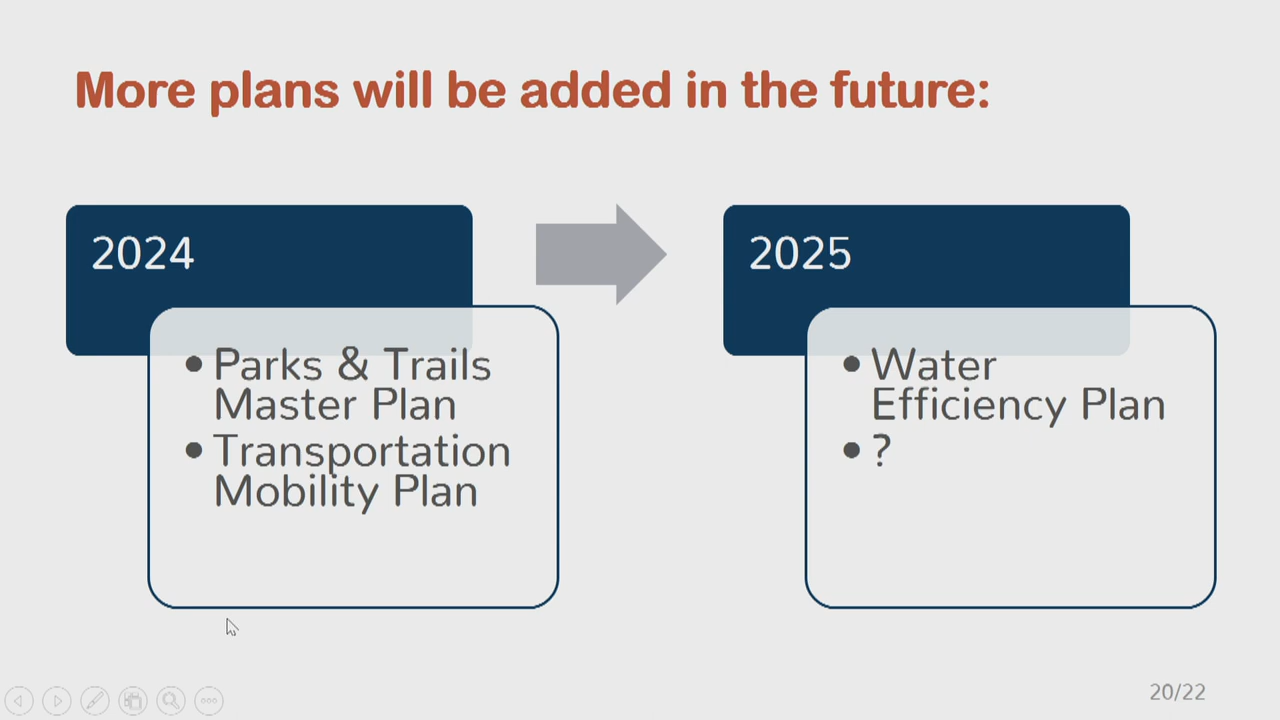 More plans will be added in the future:
2024
• Parks & Trails
Master Plan
• Transportation
Mobility Plan
2025
• Water
Efficiency Plan
• ?
20/22